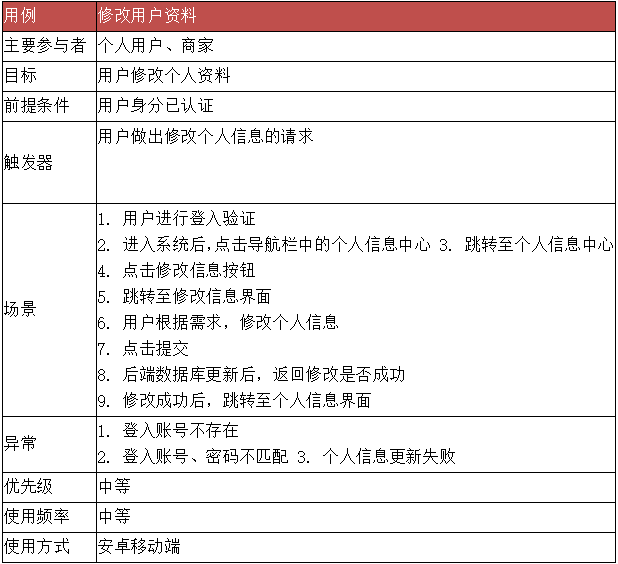 用例 修改用户资料
主要参与者 个人用户、商家
目标 用户修改个人资料
前提条件 用户身分已认证
触发器 用户做出修改个人信息的请求
场景
1. 用户进行登入验证
2. 进入系统后,点击导航栏中的个人信息中心 3. 跳转至个人信息中心
4. 点击修改信息按钮
5. 跳转至修改信息界面
6. 用户根据需求，修改个人信息
7. 点击提交
8. 后端数据库更新后，返回修改是否成功
9. 修改成功后，跳转至个人信息界面
异常
1. 登入账号不存在
2. 登入账号、密码不匹配 3. 个人信息更新失败
优先级 中等
使用频率 中等
使用方式 安卓移动端